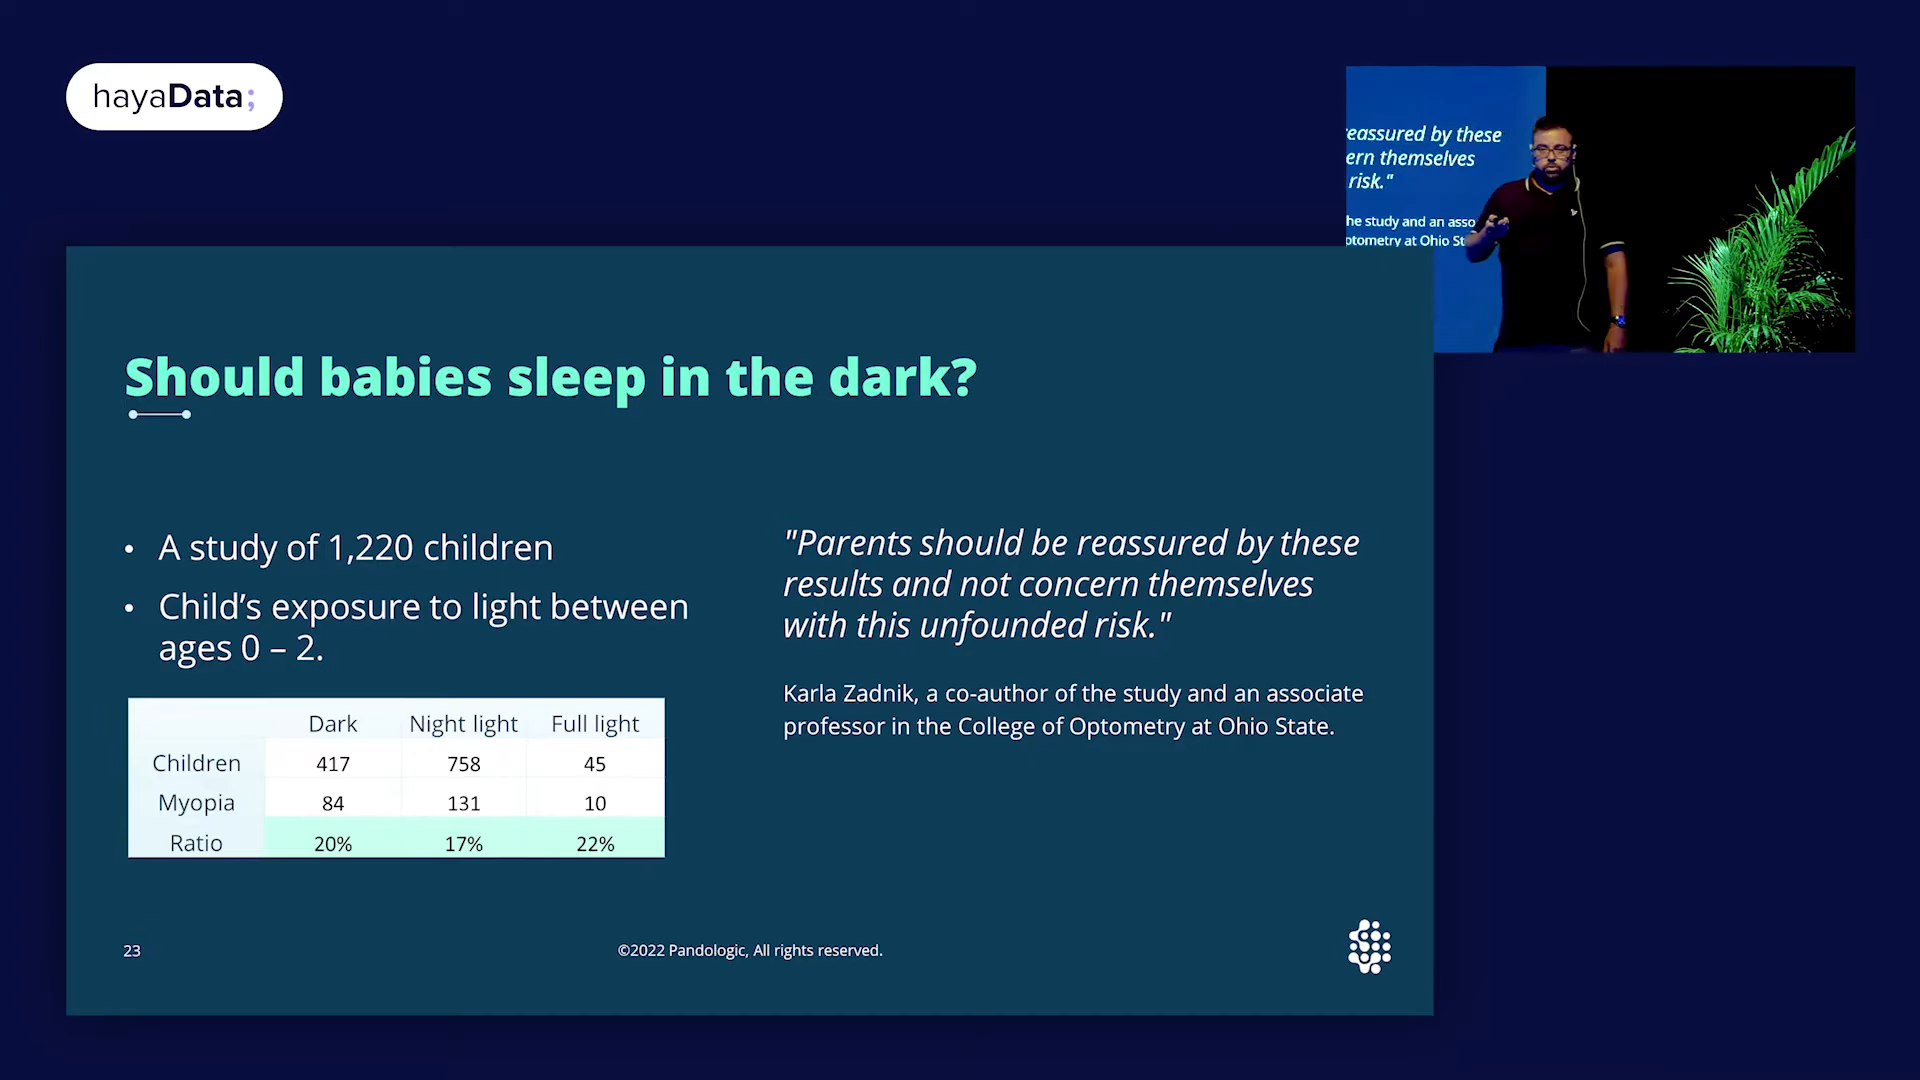 hayaData;
reassured by these
ern themselves
risk."
he study and an asso
ptometry at Ohio St
Should babies sleep in the dark?
• A study of 1,220 children
• Child’s exposure to light between
ages 0 – 2.
Dark Night light Full light
Children 417 758 45
Myopia 84 131 10
Ratio 20% 17% 22%
"Parents should be reassured by these
results and not concern themselves
with this unfounded risk."
Karla Zadnik, a co-author of the study and an associate
professor in the College of Optometry at Ohio State.
23
©2022 Pandologic, All rights reserved.